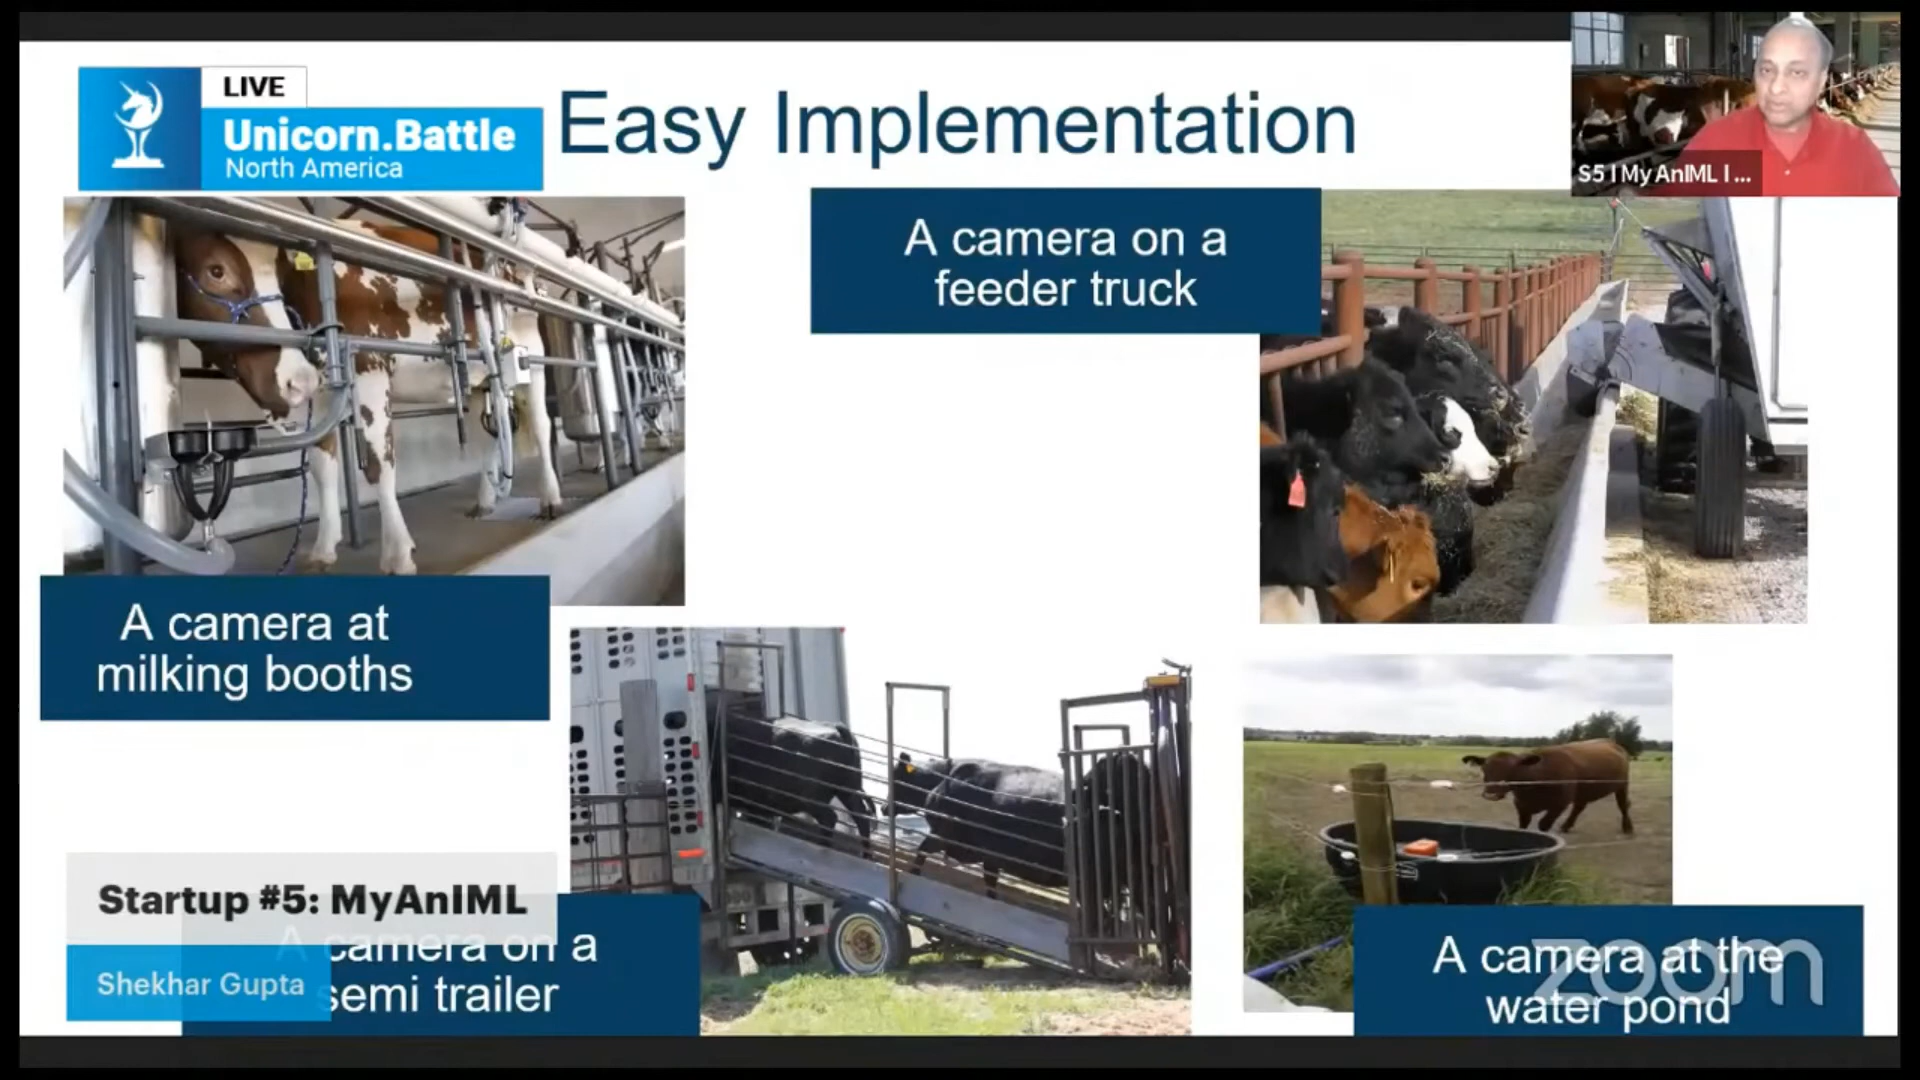 LIVE
Unicorn.Battle
North America
Easy Implementation
S5 | My AnIML | ...
A camera on a
feeder truck
A camera at
milking booths
Startup #5: MyAnIML
Shekhar Gupta
A camera on a
semi trailer
A camera at the
water pond
zoom